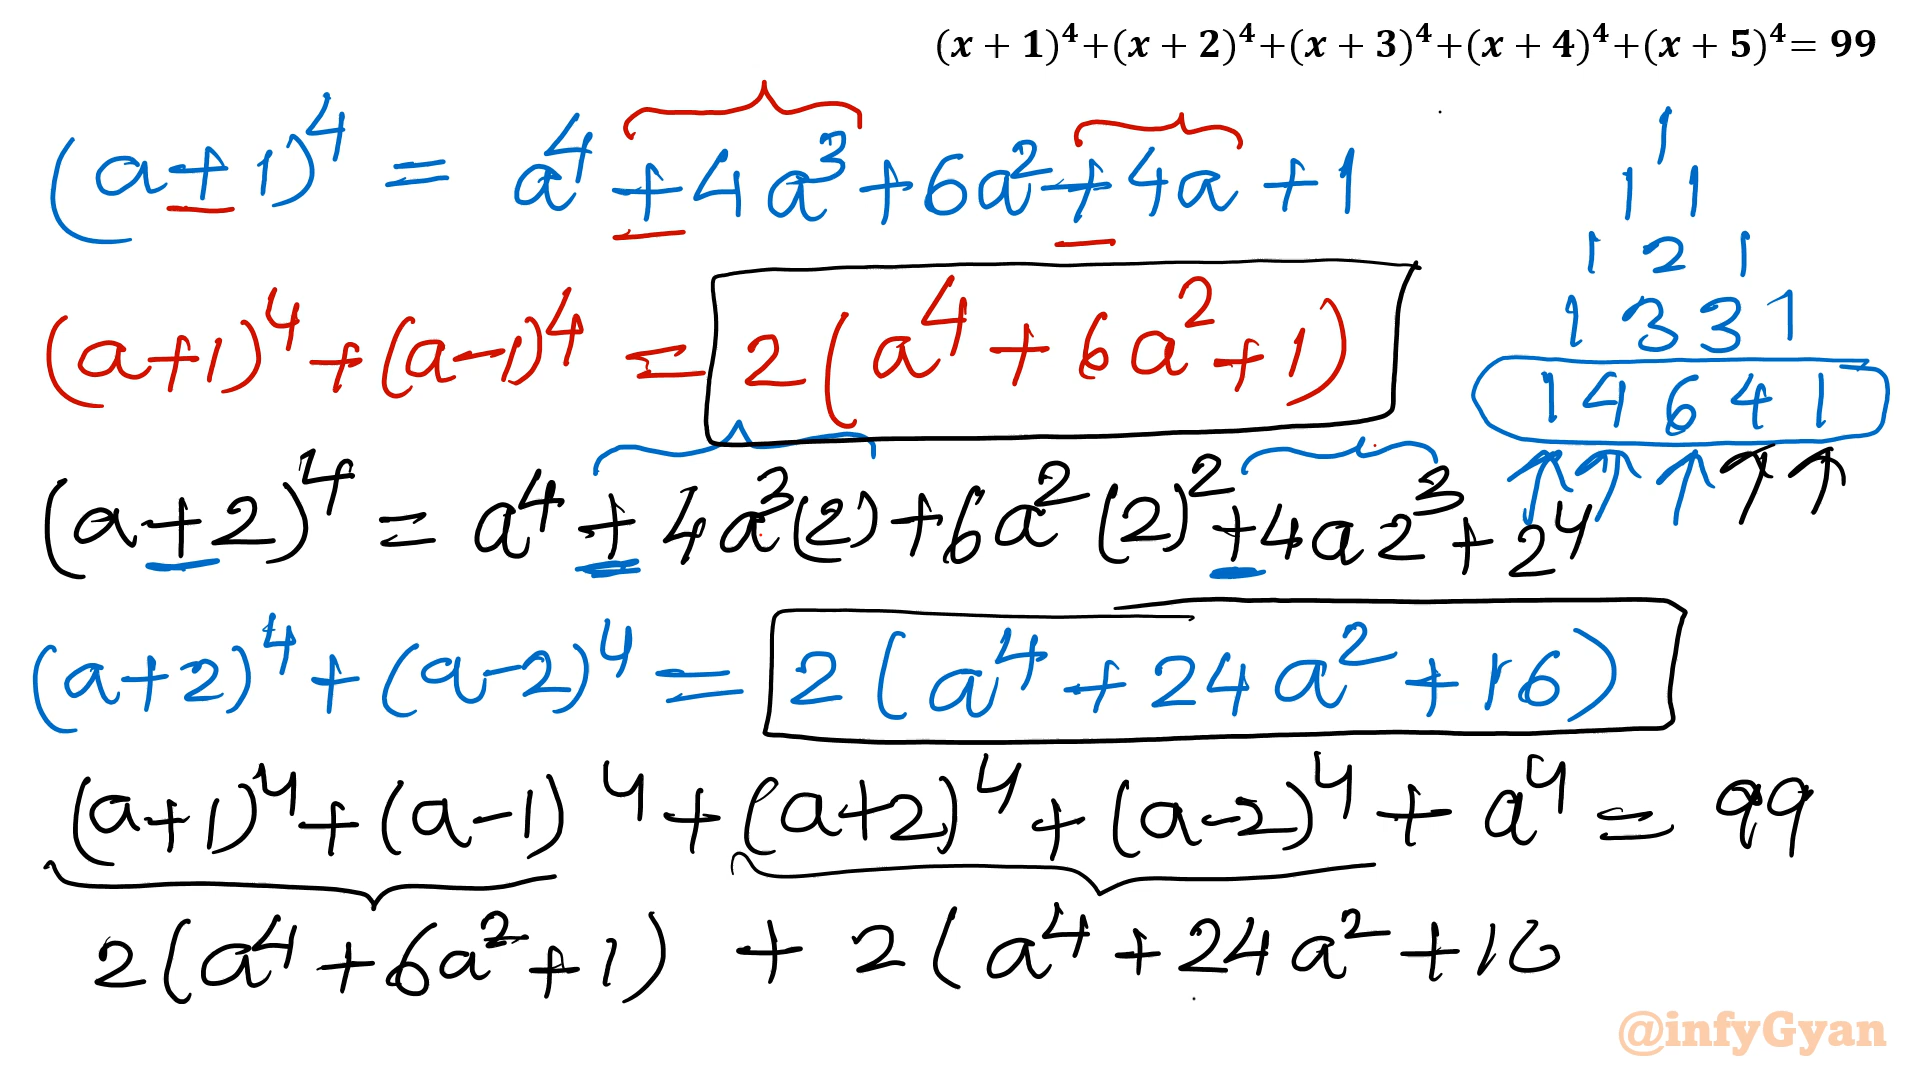 (x + 1)⁴+(x + 2)⁴+(x + 3)⁴+(x + 4)⁴+(x + 5)⁴= 99
(a+1)⁴ = a⁴+4a³+6a²+4a+1
1
1 1
1 2 1
1 3 3 1
1 4 6 4 1
(a+1)⁴+(a-1)⁴ = 2(a⁴+6a²+1)
(a+2)⁴ = a⁴+4a³(2)+6a²(2)²+4a2³+2⁴
(a+2)⁴+(a-2)⁴ = 2(a⁴+24a²+16)
(a+1)⁴+(a-1)⁴+(a+2)⁴+(a-2)⁴+a⁴=99
2(a⁴+6a²+1) + 2(a⁴+24a²+16
@infyGyan